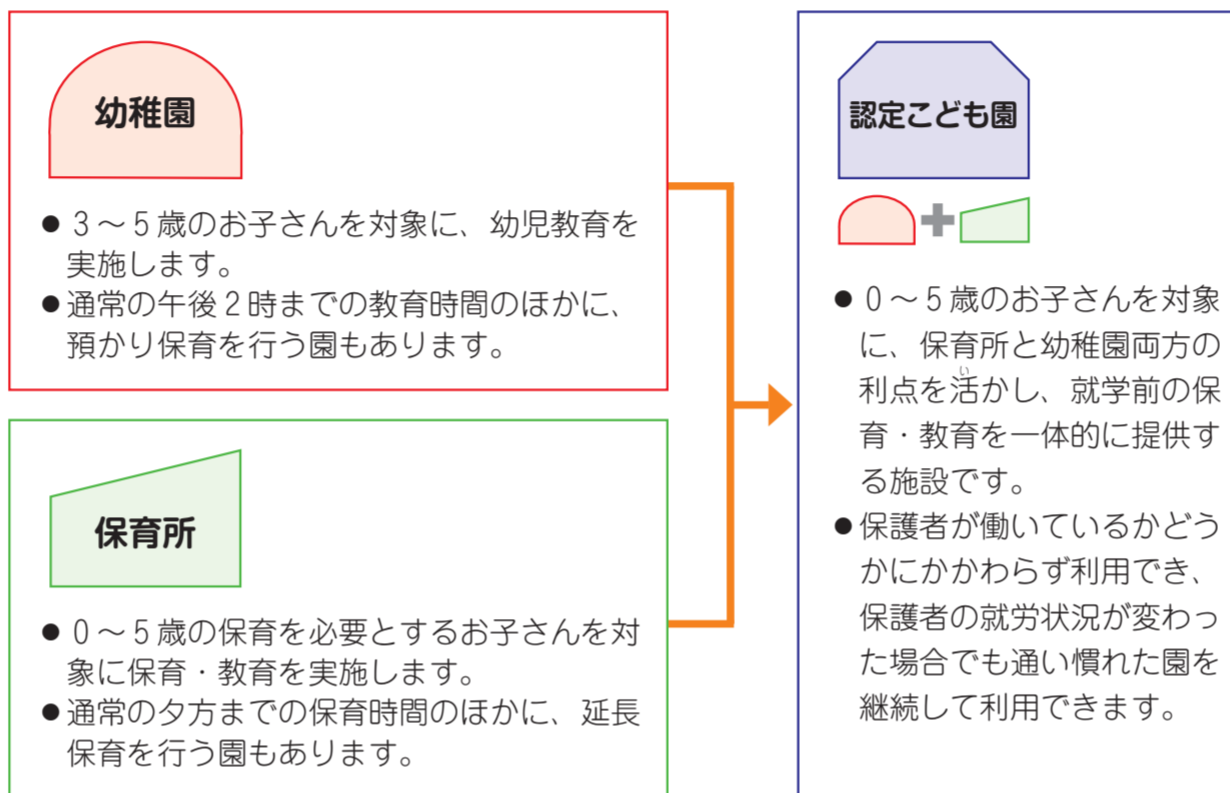 幼稚園
● 3～5歳のお子さんを対象に、幼児教育を
実施します。
● 通常の午後2時までの教育時間のほかに、
預かり保育を行う園もあります。
保育所
● 0～5歳の保育を必要とするお子さんを対
象に保育・教育を実施します。
● 通常の夕方までの保育時間のほかに、延長
保育を行う園もあります。
認定こども園
● 0～5歳のお子さんを対象
に、保育所と幼稚園両方の
利点を活かし、就学前の保
育・教育を一体的に提供す
る施設です。
● 保護者が働いているかどう
かにかかわらず利用でき、
保護者の就労状況が変わっ
た場合でも通い慣れた園を
継続して利用できます。